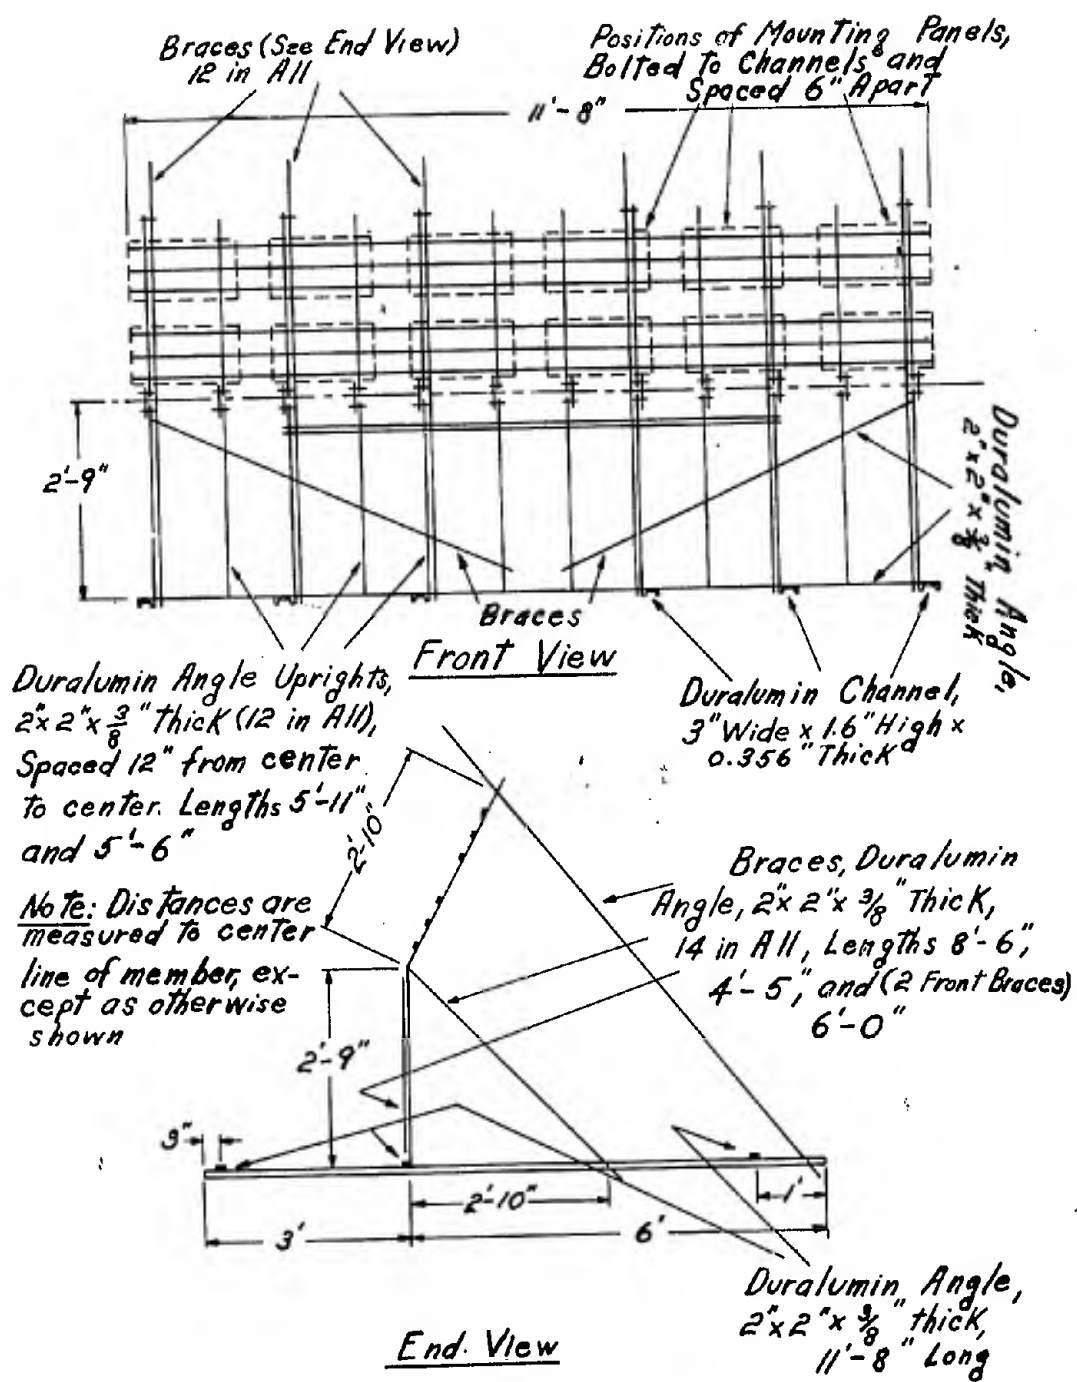 Braces (See End View)
12 in All
Positions of Mounting Panels,
Bolted To Channels and
Spaced 6" Apart
11'-8"
2'-9"
Duralumin Angle,
2" x 2" x 3/8" Thick
Braces
Front View
Duralumin Angle Uprights,
2" x 2" x 3/8" Thick (12 in All),
Spaced 12" from center
to center. Lengths 5'-11"
and 5'-6"
Duralumin Channel,
3" Wide x 1.6" High x
0.356" Thick
Note: Distances are
measured to center
line of member, ex-
cept as otherwise
shown
2'-10"
Braces, Duralumin
Angle, 2" x 2" x 3/8" Thick,
14 in All, Lengths 8'-6",
4'-5", and (2 Front Braces)
6'-0"
2'-9"
3"
2'-10"
1'
3'
6'
Duralumin Angle,
2" x 2" x 3/8" thick,
11'-8" Long
End. View